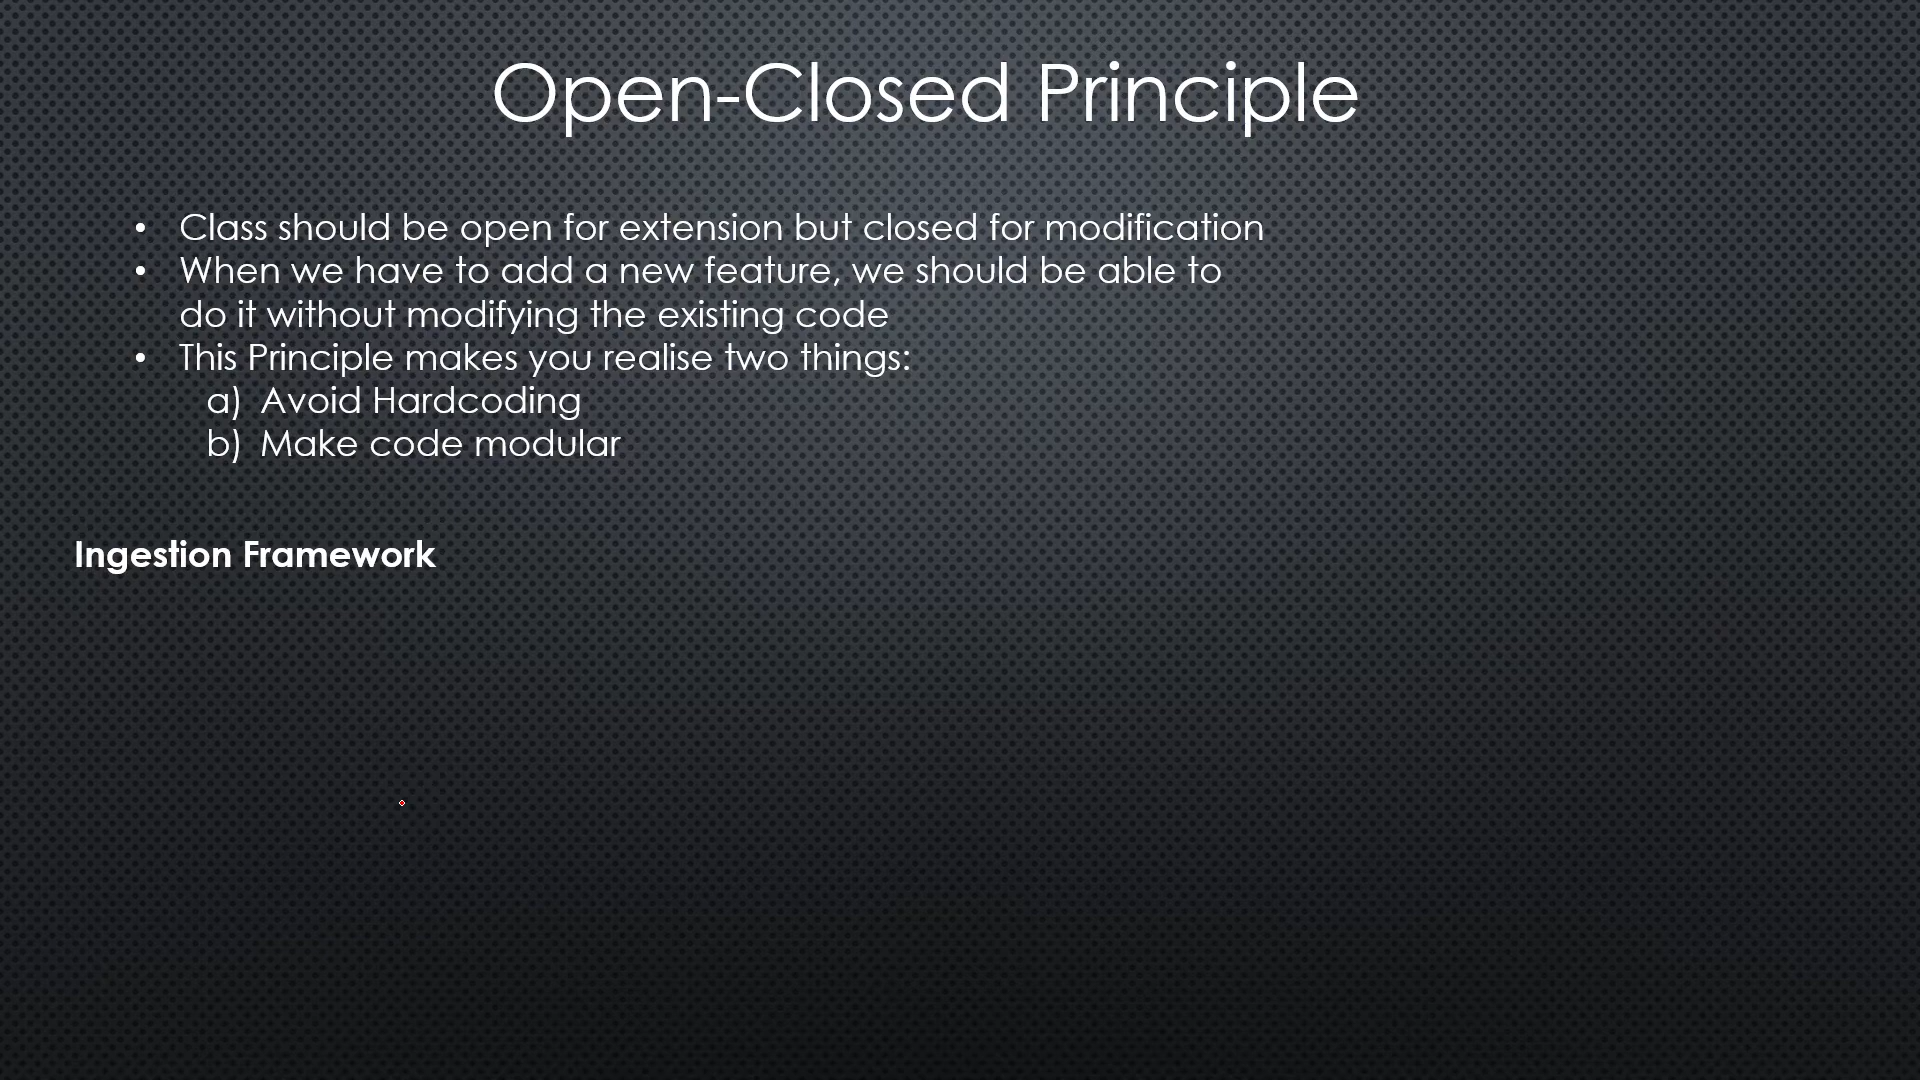 Open-Closed Principle
• Class should be open for extension but closed for modification
• When we have to add a new feature, we should be able to
do it without modifying the existing code
• This Principle makes you realise two things:
a) Avoid Hardcoding
b) Make code modular
Ingestion Framework